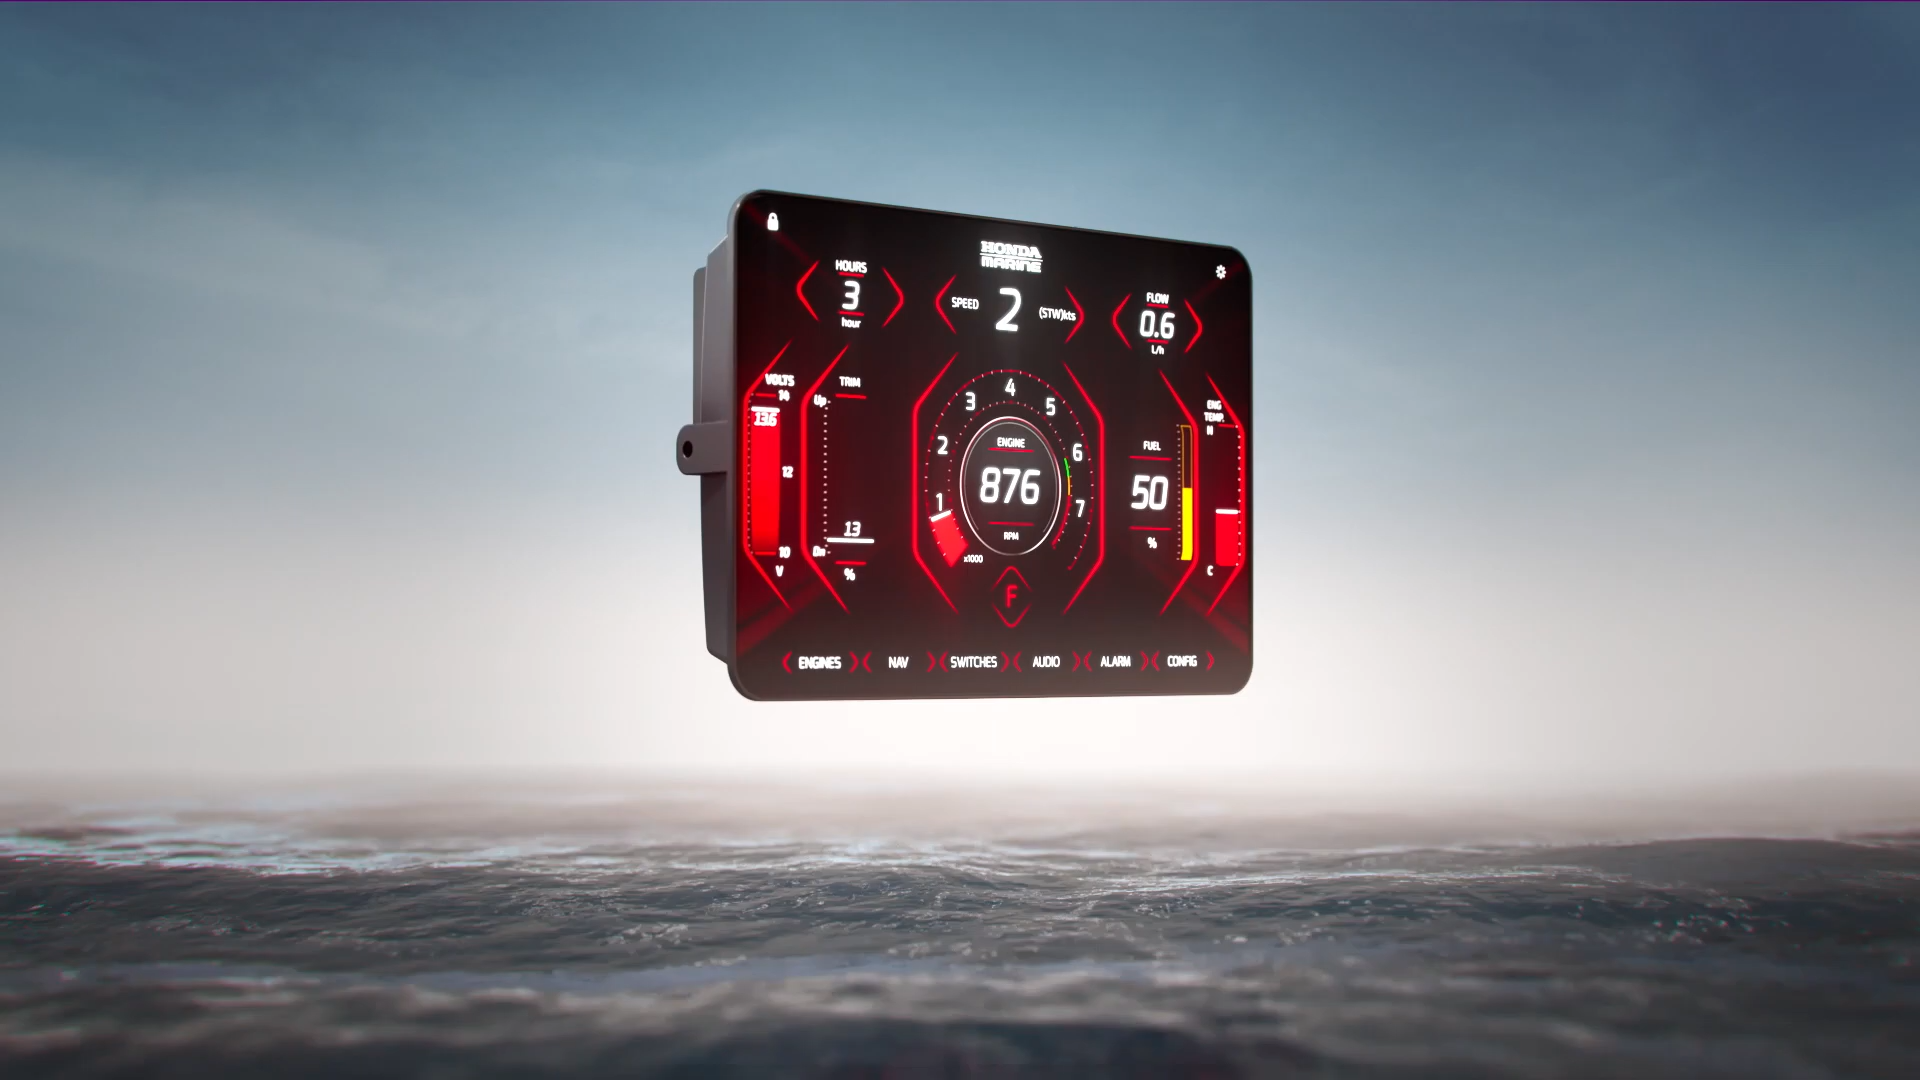 HONDA
MARINE
HOURS
3
hour
SPEED
2
(STW)kts
FLOW
0.6
L/h
VOLTS
14
13.6
12
10
V
TRIM
Up
13
Dn
%
1
2
3
4
5
6
7
x1000
ENGINE
876
RPM
F
FUEL
50
%
ENG
TEMP.
H
C
ENGINES
NAV
SWITCHES
AUDIO
ALARM
CONFIG